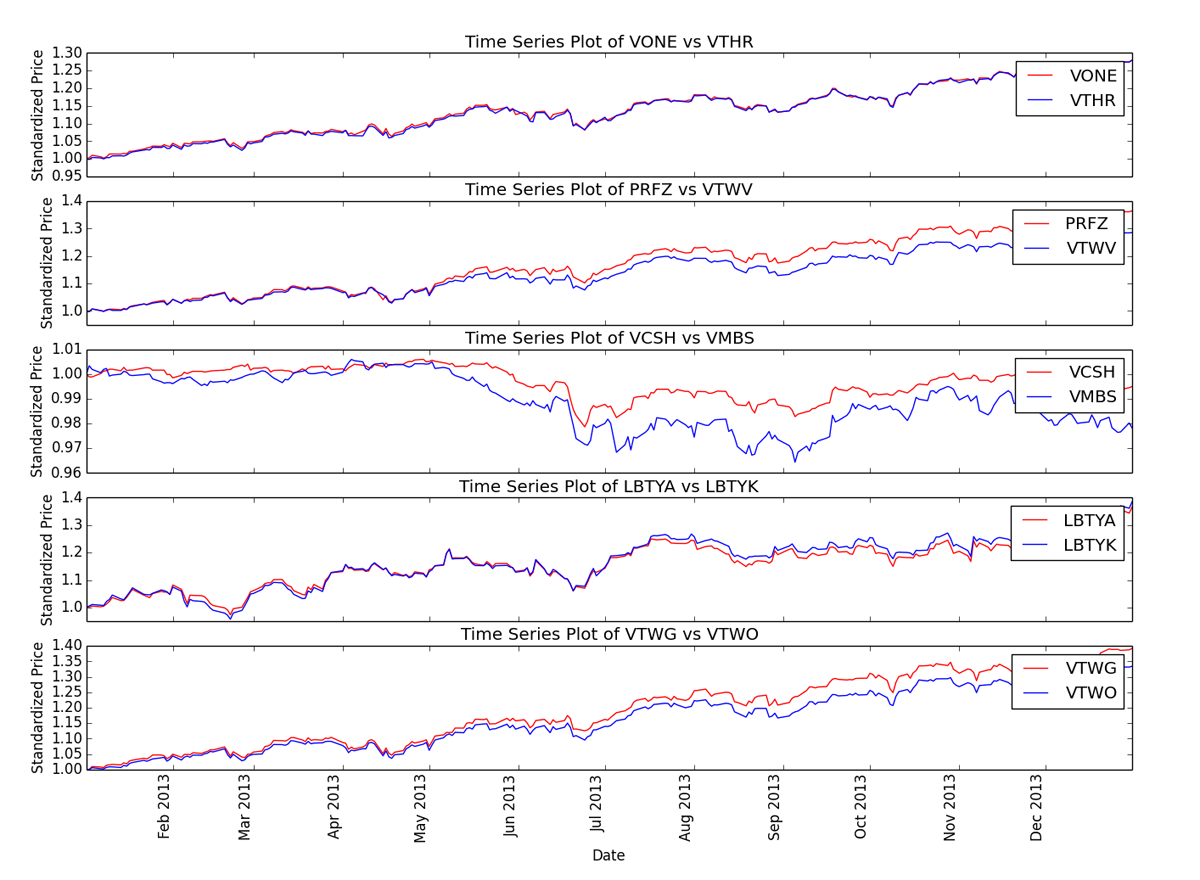 Time Series Plot of VONE vs VTHR
Standardized Price
1.30
1.25
1.20
1.15
1.10
1.05
1.00
0.95
VONE
VTHR
Time Series Plot of PRFZ vs VTWV
Standardized Price
1.4
1.3
1.2
1.1
1.0
PRFZ
VTWV
Time Series Plot of VCSH vs VMBS
Standardized Price
1.01
1.00
0.99
0.98
0.97
0.96
VCSH
VMBS
Time Series Plot of LBTYA vs LBTYK
Standardized Price
1.4
1.3
1.2
1.1
1.0
LBTYA
LBTYK
Time Series Plot of VTWG vs VTWO
Standardized Price
1.40
1.35
1.30
1.25
1.20
1.15
1.10
1.05
1.00
VTWG
VTWO
Feb 2013
Mar 2013
Apr 2013
May 2013
Jun 2013
Jul 2013
Aug 2013
Sep 2013
Oct 2013
Nov 2013
Dec 2013
Date